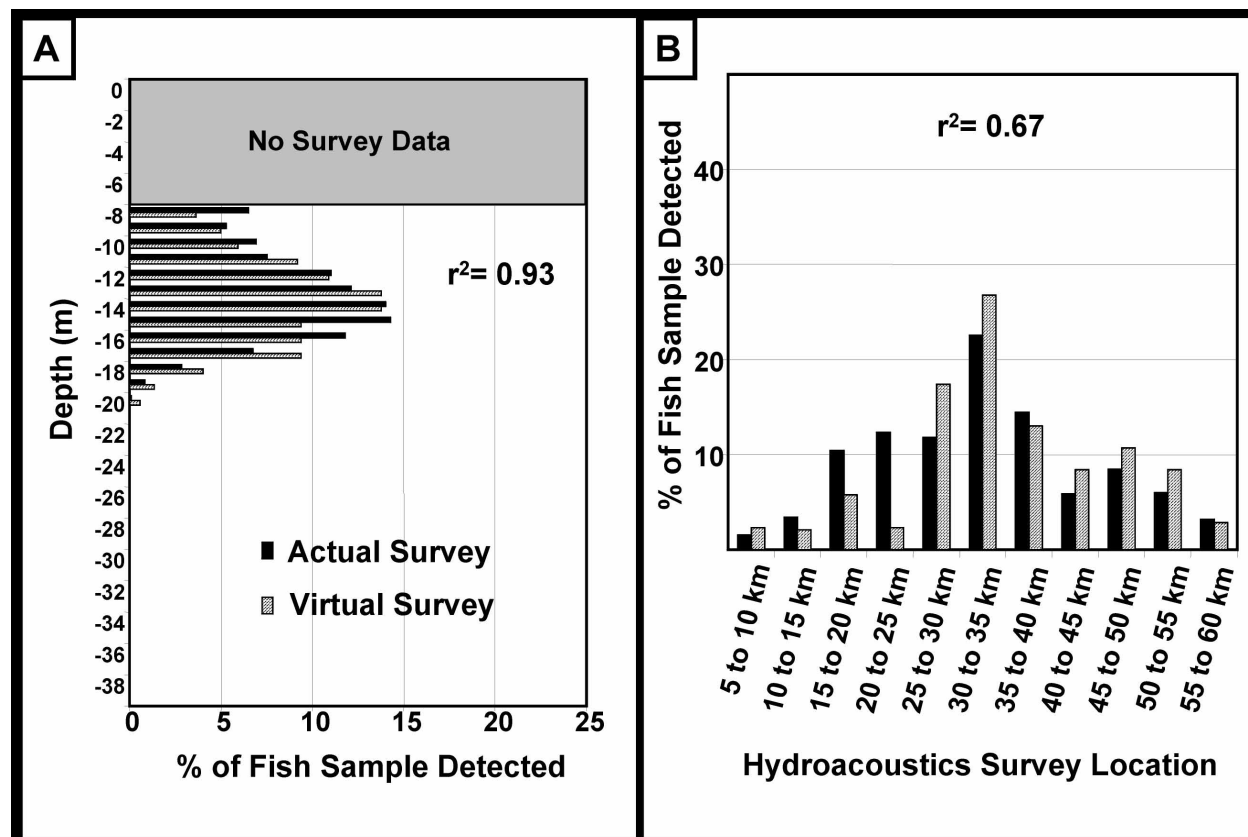 A
0
-2
-4
-6
-8
-10
-12
-14
-16
-18
-20
-22
-24
-26
-28
-30
-32
-34
-36
-38
Depth (m)
No Survey Data
r²= 0.93
Actual Survey
Virtual Survey
0 5 10 15 20 25
% of Fish Sample Detected
B
r²= 0.67
% of Fish Sample Detected
40
30
20
10
5 to 10 km
10 to 15 km
15 to 20 km
20 to 25 km
25 to 30 km
30 to 35 km
35 to 40 km
40 to 45 km
45 to 50 km
50 to 55 km
55 to 60 km
Hydroacoustics Survey Location